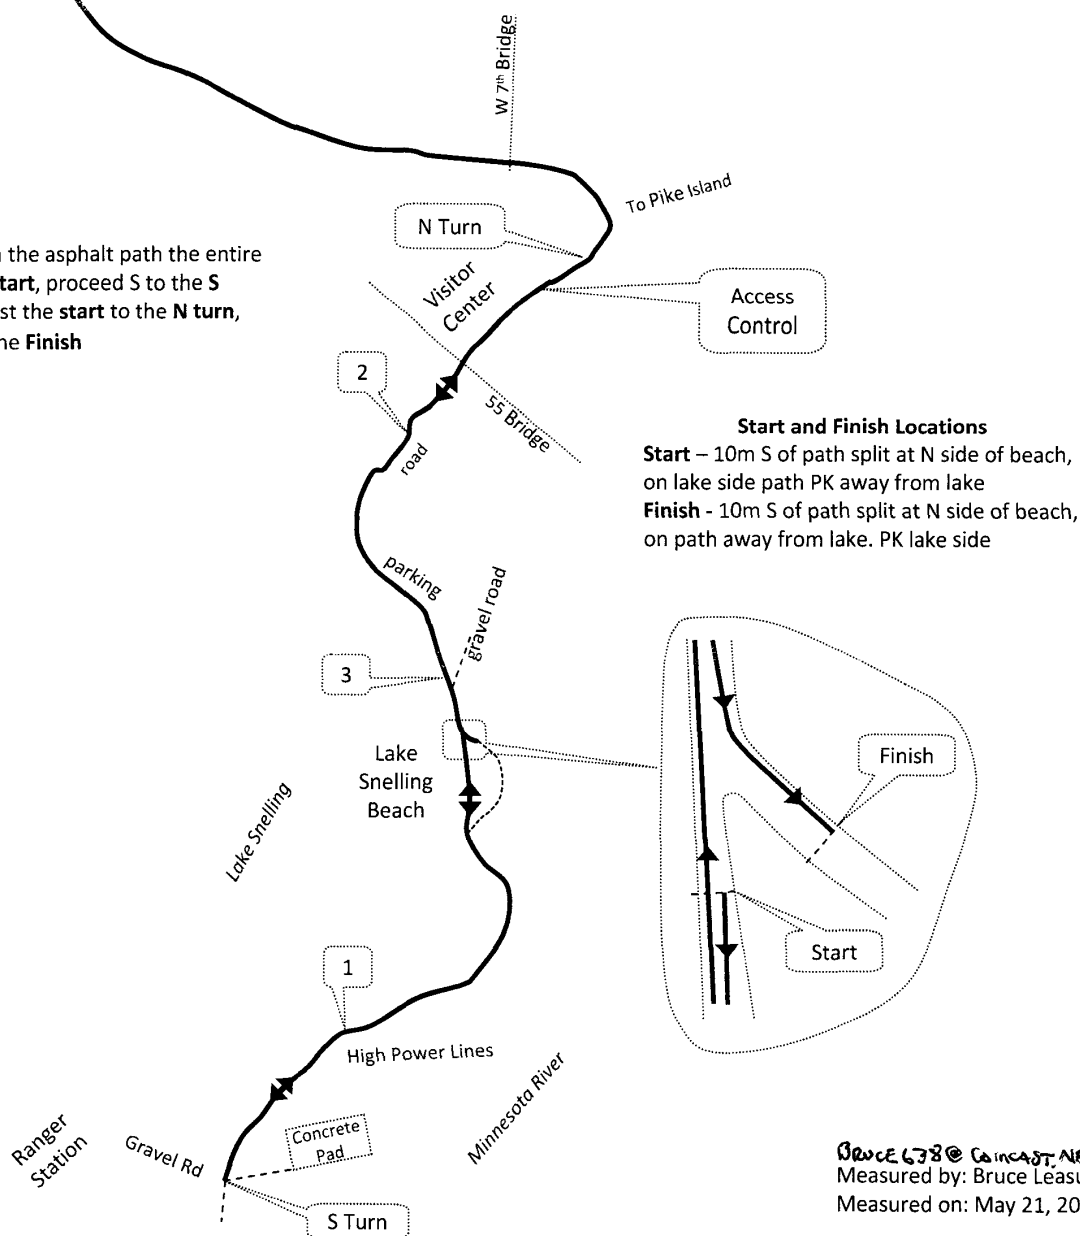 W 7th Bridge
To Pike Island
N Turn
n the asphalt path the entire
tart, proceed S to the S
st the start to the N turn,
ne Finish
Visitor
Center
Access
Control
2
55 Bridge
road
Start and Finish Locations
Start – 10m S of path split at N side of beach,
on lake side path PK away from lake
Finish - 10m S of path split at N side of beach,
on path away from lake. PK lake side
parking
gravel road
3
Lake
Snelling
Beach
Finish
Lake Snelling
Start
1
High Power Lines
Minnesota River
Ranger
Station
Gravel Rd
Concrete
Pad
S Turn
Measured by: Bruce Leasu
Measured on: May 21, 20